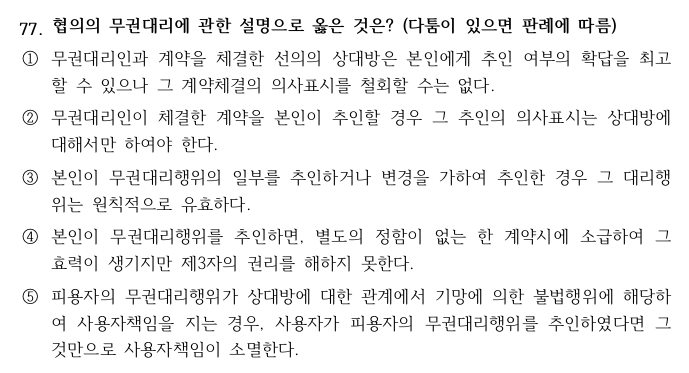 77. 협의의 무권대리에 관한 설명으로 옳은 것은? (다툼이 있으면 판례에 따름)
① 무권대리인과 계약을 체결한 선의의 상대방은 본인에게 추인 여부의 확답을 최고
할 수 있으나 그 계약체결의 의사표시를 철회할 수는 없다.
② 무권대리인이 체결한 계약을 본인이 추인할 경우 그 추인의 의사표시는 상대방에
대해서만 하여야 한다.
③ 본인이 무권대리행위의 일부를 추인하거나 변경을 가하여 추인한 경우 그 대리행
위는 원칙적으로 유효하다.
④ 본인이 무권대리행위를 추인하면, 별도의 정함이 없는 한 계약시에 소급하여 그
효력이 생기지만 제3자의 권리를 해하지 못한다.
⑤ 피용자의 무권대리행위가 상대방에 대한 관계에서 기망에 의한 불법행위에 해당하
여 사용자책임을 지는 경우, 사용자가 피용자의 무권대리행위를 추인하였다면 그
것만으로 사용자책임이 소멸한다.